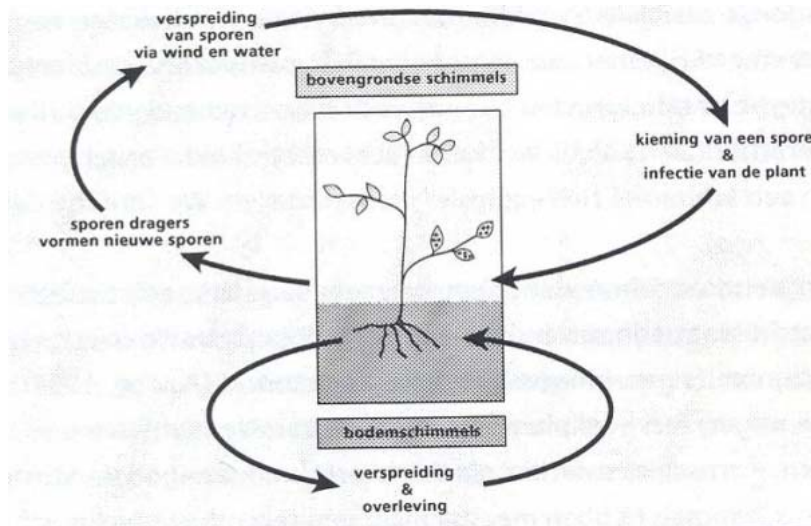 verspreiding
van sporen
via wind en water
bovengrondse schimmels
kieming van een spore
&
infectie van de plant
sporen dragers
vormen nieuwe sporen
bodemschimmels
verspreiding
&
overleving